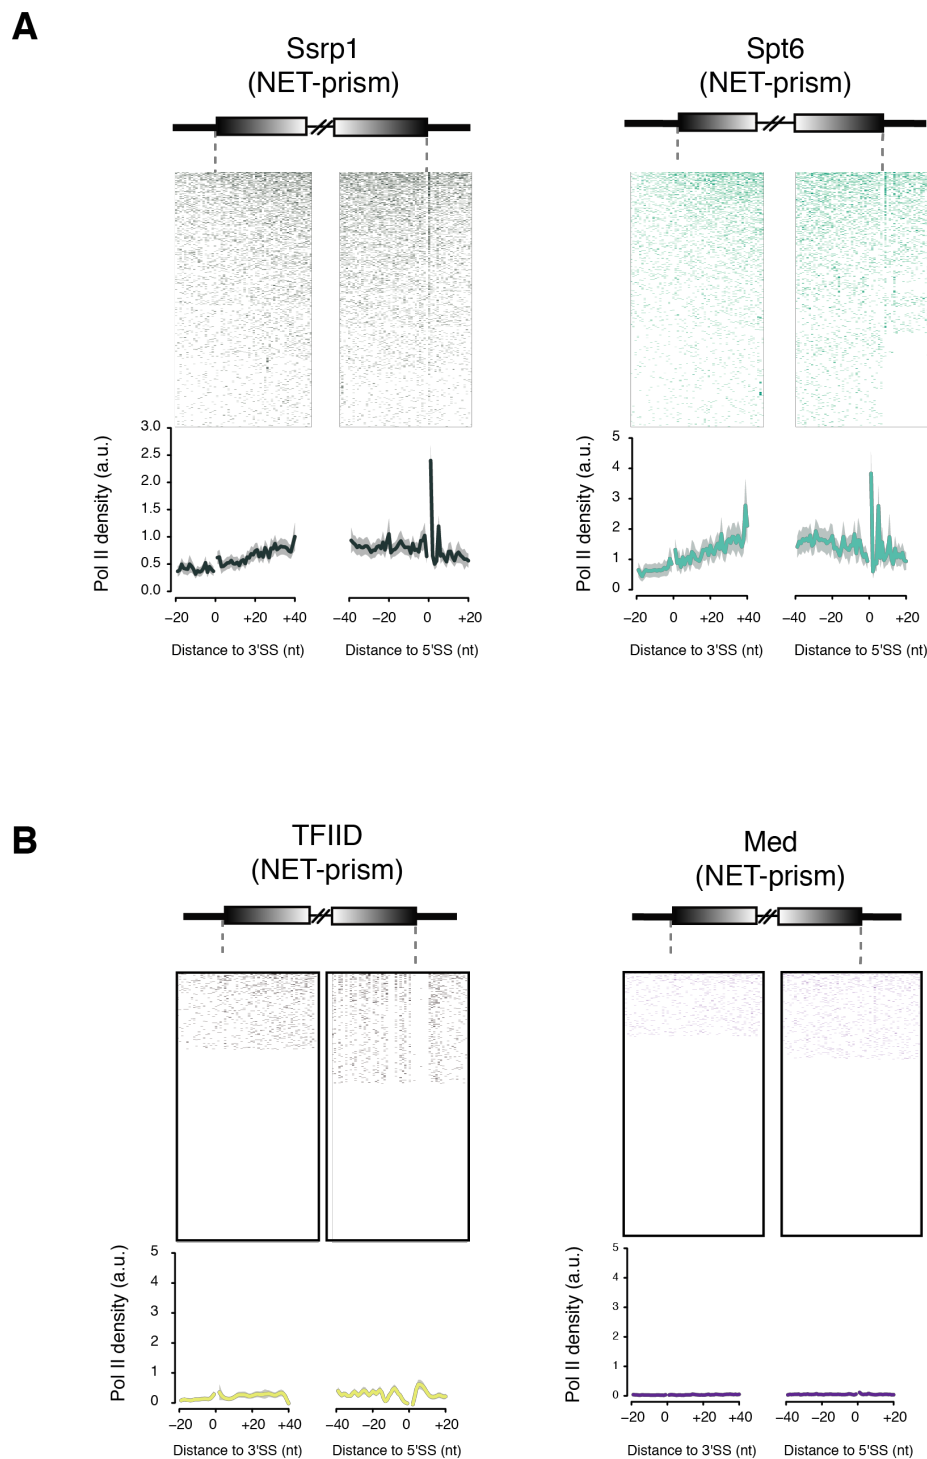 A
Ssrp1
(NET-prism)
Spt6
(NET-prism)
Pol II density (a.u.)
3.0
2.5
2.0
1.5
1.0
0.5
0.0
−20 0 +20 +40
−40 −20 0 +20
Distance to 3'SS (nt)
Distance to 5'SS (nt)
Pol II density (a.u.)
5
4
3
2
1
0
−20 0 +20 +40
−40 −20 0 +20
Distance to 3'SS (nt)
Distance to 5'SS (nt)
B
TFIID
(NET-prism)
Med
(NET-prism)
Pol II density (a.u.)
5
4
3
2
1
0
−20 0 +20 +40
−40 −20 0 +20
Distance to 3'SS (nt)
Distance to 5'SS (nt)
Pol II density (a.u.)
5
4
3
2
1
0
−20 0 +20 +40
−40 −20 0 +20
Distance to 3'SS (nt)
Distance to 5'SS (nt)